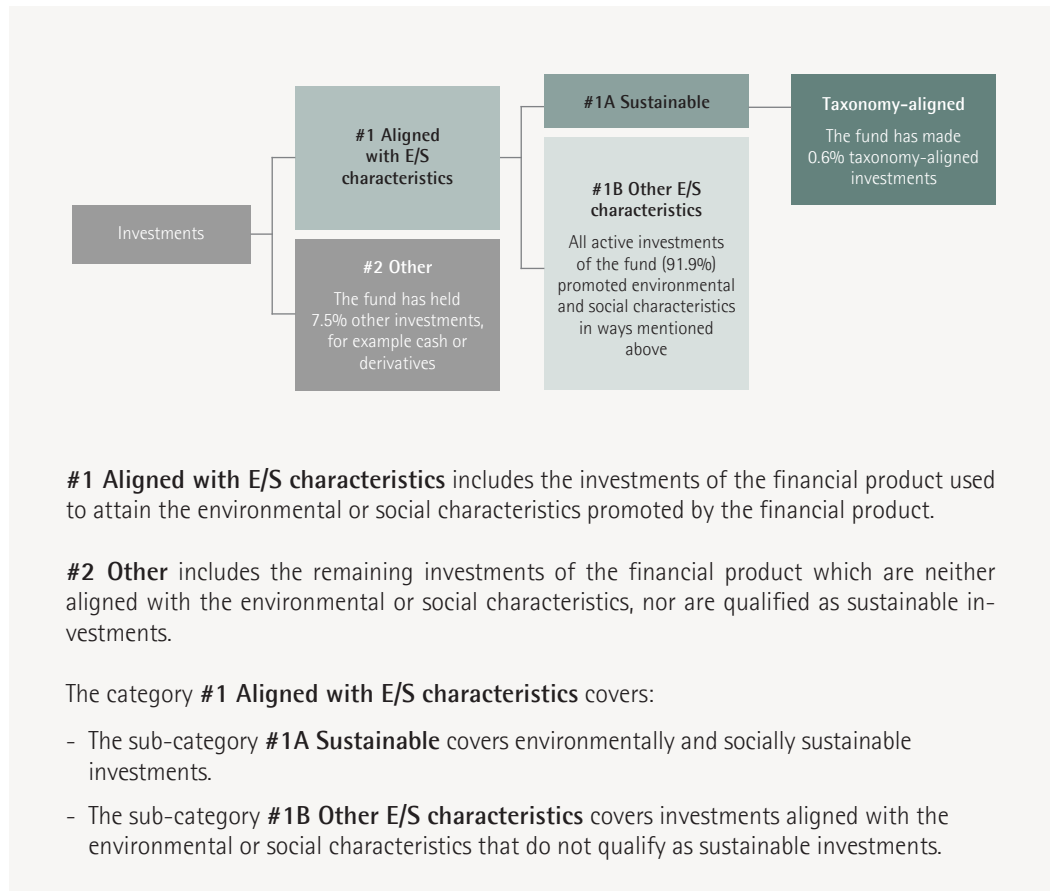 Investments
#1 Aligned
with E/S
characteristics
#2 Other
The fund has held
7.5% other investments,
for example cash or
derivatives
#1A Sustainable
#1B Other E/S
characteristics
All active investments
of the fund (91.9%)
promoted environmental
and social characteristics
in ways mentioned
above
Taxonomy-aligned
The fund has made
0.6% taxonomy-aligned
investments
#1 Aligned with E/S characteristics includes the investments of the financial product used
to attain the environmental or social characteristics promoted by the financial product.
#2 Other includes the remaining investments of the financial product which are neither
aligned with the environmental or social characteristics, nor are qualified as sustainable in-
vestments.
The category #1 Aligned with E/S characteristics covers:
- The sub-category #1A Sustainable covers environmentally and socially sustainable
investments.
- The sub-category #1B Other E/S characteristics covers investments aligned with the
environmental or social characteristics that do not qualify as sustainable investments.